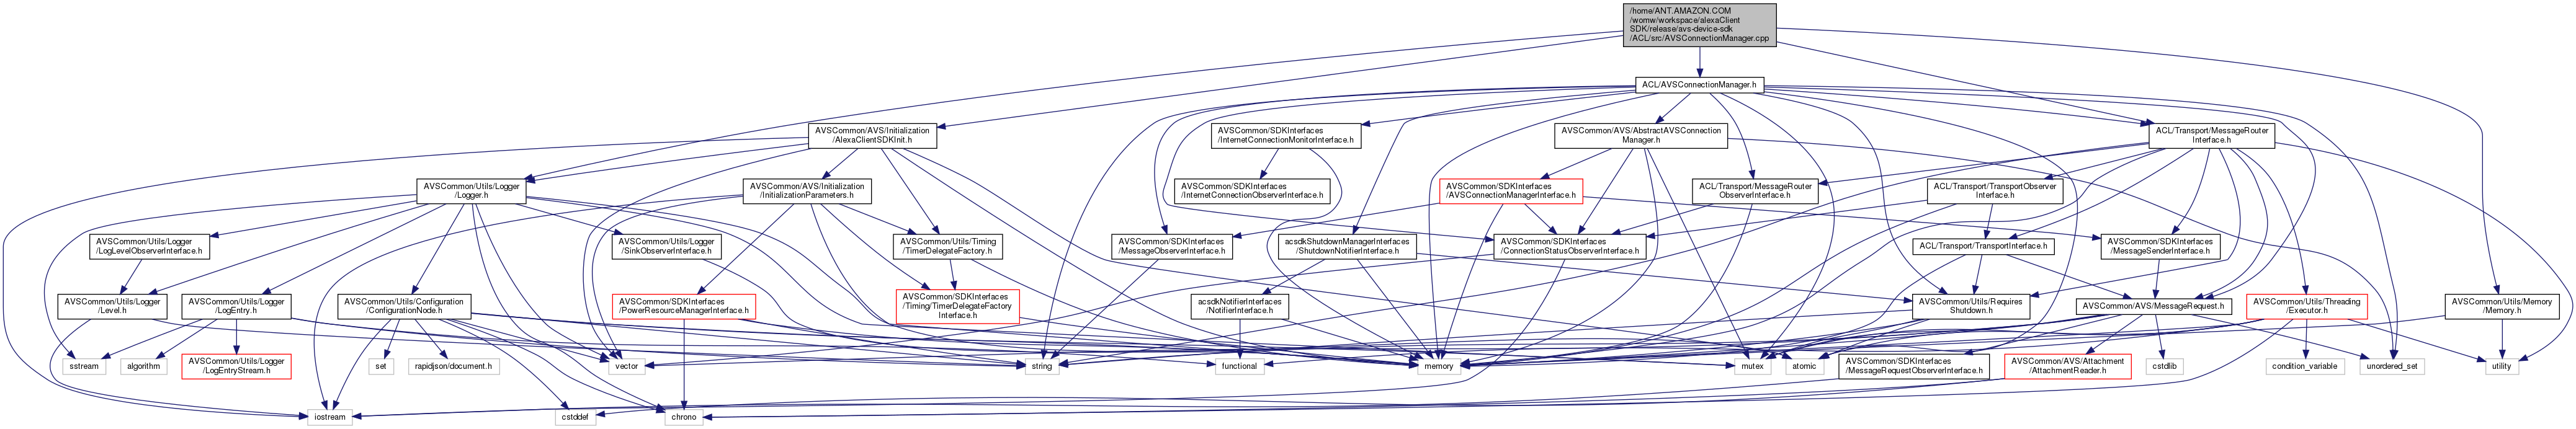 /home/ANT.AMAZON.COM
/womw/workspace/alexaClient
SDK/release/avs-device-sdk
/ACL/src/AVSConnectionManager.cpp
ACL/AVSConnectionManager.h
AVSCommon/AVS/Initialization
/AlexaClientSDKInit.h
AVSCommon/SDKInterfaces
/InternetConnectionMonitorInterface.h
AVSCommon/AVS/AbstractAVSConnection
Manager.h
ACL/Transport/MessageRouter
Interface.h
AVSCommon/Utils/Logger
/Logger.h
AVSCommon/AVS/Initialization
/InitializationParameters.h
AVSCommon/SDKInterfaces
/InternetConnectionObserverInterface.h
AVSCommon/SDKInterfaces
/AVSConnectionManagerInterface.h
ACL/Transport/MessageRouter
ObserverInterface.h
ACL/Transport/TransportObserver
Interface.h
AVSCommon/Utils/Logger
/LogLevelObserverInterface.h
AVSCommon/Utils/Logger
/SinkObserverInterface.h
AVSCommon/Utils/Timing
/TimerDelegateFactory.h
AVSCommon/SDKInterfaces
/MessageObserverInterface.h
acsdkShutdownManagerInterfaces
/ShutdownNotifierInterface.h
AVSCommon/SDKInterfaces
/ConnectionStatusObserverInterface.h
ACL/Transport/TransportInterface.h
AVSCommon/SDKInterfaces
/MessageSenderInterface.h
AVSCommon/Utils/Logger
/Level.h
AVSCommon/Utils/Logger
/LogEntry.h
AVSCommon/Utils/Configuration
/ConfigurationNode.h
AVSCommon/SDKInterfaces
/PowerResourceManagerInterface.h
AVSCommon/SDKInterfaces
/Timing/TimerDelegateFactory
Interface.h
acsdkNotifierInterfaces
/NotifierInterface.h
AVSCommon/Utils/Requires
Shutdown.h
AVSCommon/AVS/MessageRequest.h
AVSCommon/Utils/Threading
/Executor.h
AVSCommon/Utils/Memory
/Memory.h
sstream
algorithm
AVSCommon/Utils/Logger
/LogEntryStream.h
set
rapidjson/document.h
vector
string
functional
memory
mutex
atomic
AVSCommon/SDKInterfaces
/MessageRequestObserverInterface.h
AVSCommon/AVS/Attachment
/AttachmentReader.h
cstdlib
condition_variable
unordered_set
utility
iostream
cstddef
chrono